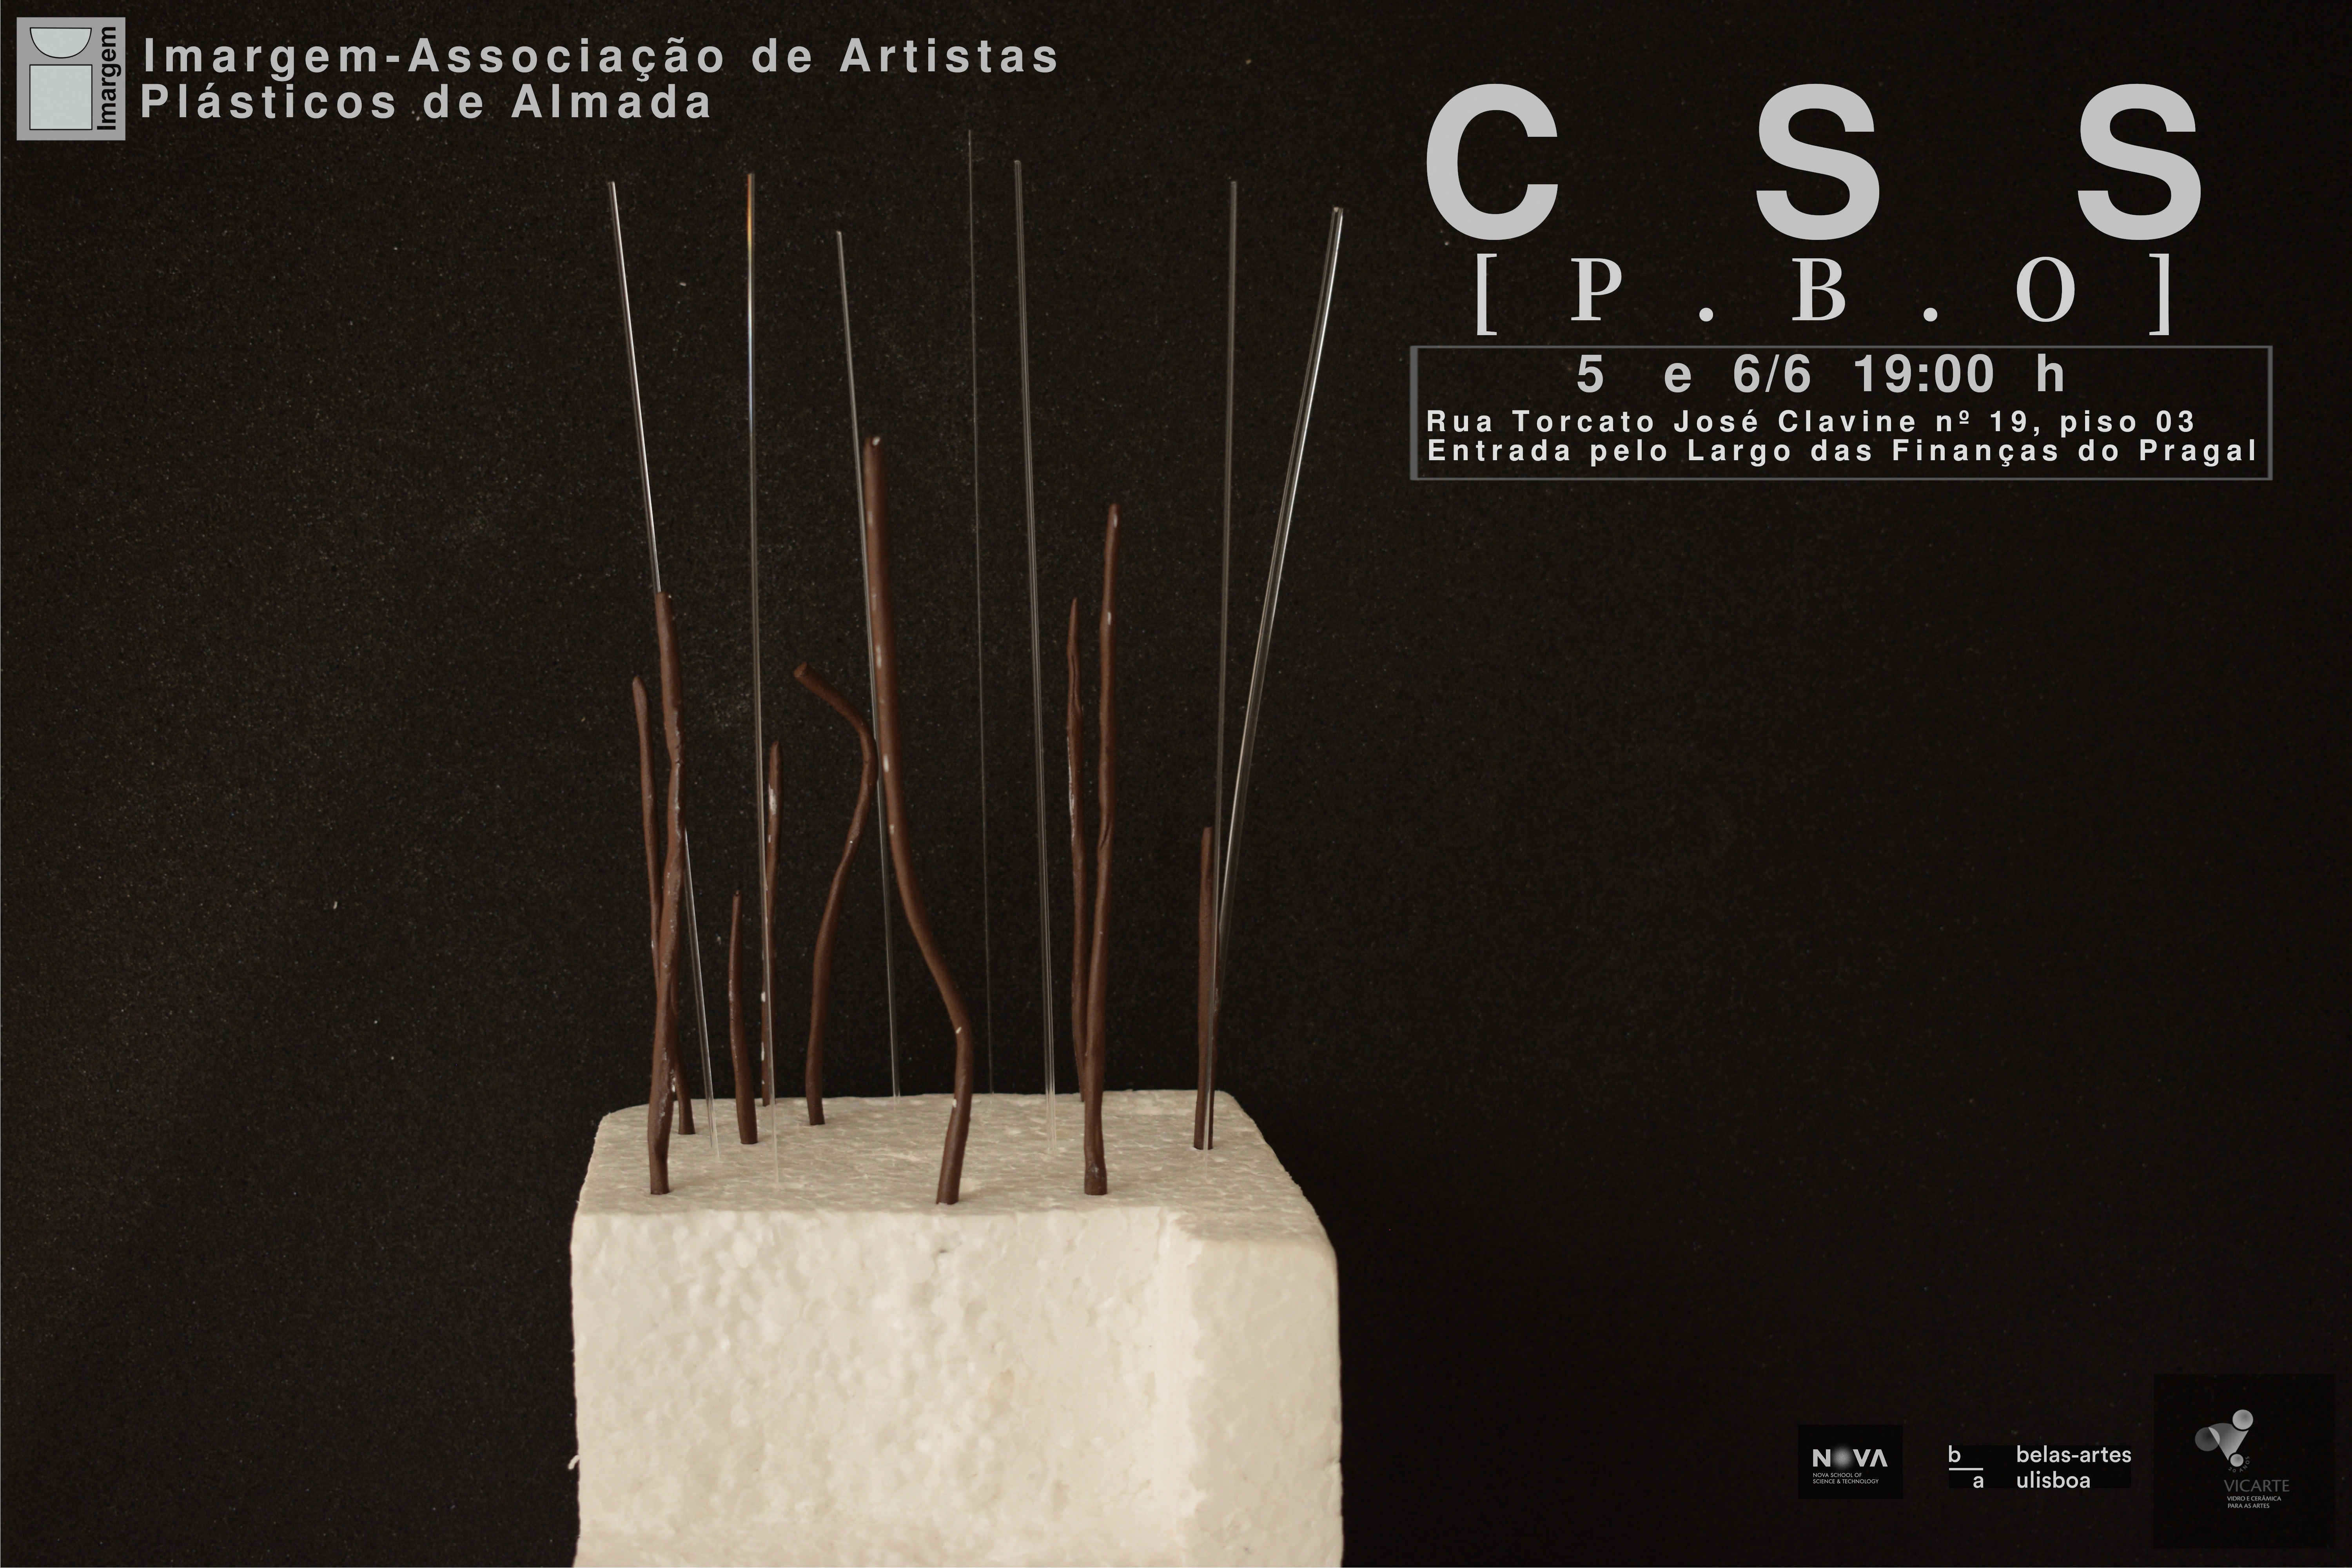 Imargem
Imargem-Associação de Artistas
Plásticos de Almada
C S S
[ P . B . O ]
5 e 6/6 19:00 h
Rua Torcato José Clavine nº 19, piso 03
Entrada pelo Largo das Finanças do Pragal
NOVA
NOVA SCHOOL OF
SCIENCE & TECHNOLOGY
b
a
belas-artes
ulisboa
VICARTE
VIDRO E CERÂMICA
PARA AS ARTES